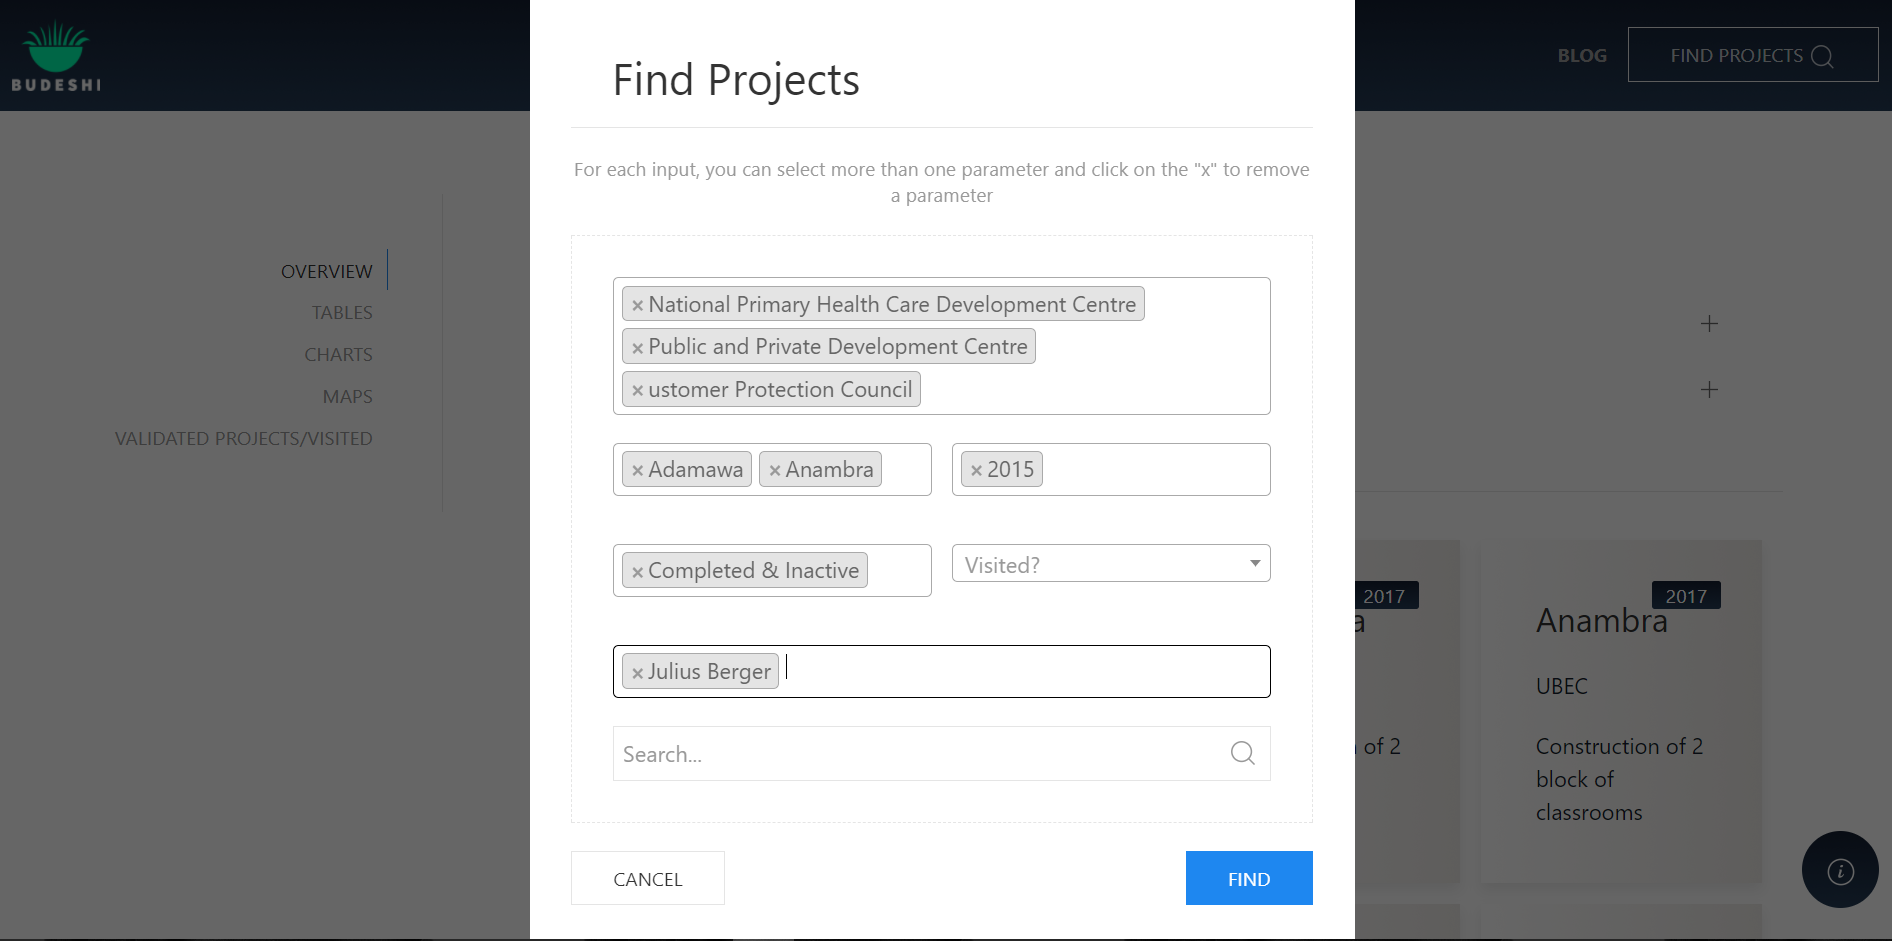 BUDESHI
BLOG
FIND PROJECTS
OVERVIEW
TABLES
CHARTS
MAPS
VALIDATED PROJECTS/VISITED
Find Projects
For each input, you can select more than one parameter and click on the "x" to remove
a parameter
× National Primary Health Care Development Centre
× Public and Private Development Centre
× ustomer Protection Council
× Adamawa × Anambra
× 2015
× Completed & Inactive
Visited?
× Julius Berger
Search...
CANCEL
FIND
2017
a
of 2
2017
Anambra
UBEC
Construction of 2
block of
classrooms
i